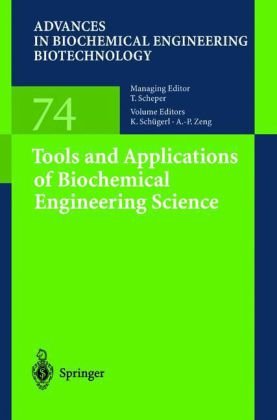 ADVANCES
IN BIOCHEMICAL ENGINEERING
BIOTECHNOLOGY
74
Managing Editor
T. Scheper
Volume Editors
K. Schügerl · A.-P. Zeng
Tools and Applications
of Biochemical
Engineering Science
Springer